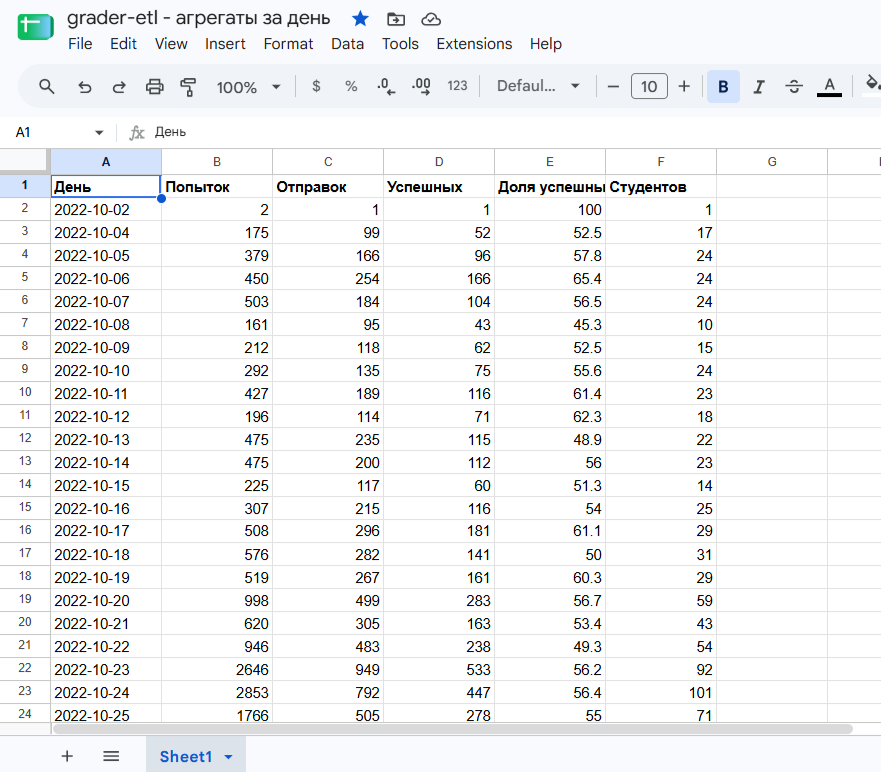 grader-etl - агрегаты за день
File Edit View Insert Format Data Tools Extensions Help
100% $ % .0 .00 123 Defaul... 10 B I A
A1 День
A B C D E F G
1 День Попыток Отправок Успешных Доля успешны Студентов
2 2022-10-02 2 1 1 100 1
3 2022-10-04 175 99 52 52.5 17
4 2022-10-05 379 166 96 57.8 24
5 2022-10-06 450 254 166 65.4 24
6 2022-10-07 503 184 104 56.5 24
7 2022-10-08 161 95 43 45.3 10
8 2022-10-09 212 118 62 52.5 15
9 2022-10-10 292 135 75 55.6 24
10 2022-10-11 427 189 116 61.4 23
11 2022-10-12 196 114 71 62.3 18
12 2022-10-13 475 235 115 48.9 22
13 2022-10-14 475 200 112 56 23
14 2022-10-15 225 117 60 51.3 14
15 2022-10-16 307 215 116 54 25
16 2022-10-17 508 296 181 61.1 29
17 2022-10-18 576 282 141 50 31
18 2022-10-19 519 267 161 60.3 29
19 2022-10-20 998 499 283 56.7 59
20 2022-10-21 620 305 163 53.4 43
21 2022-10-22 946 483 238 49.3 54
22 2022-10-23 2646 949 533 56.2 92
23 2022-10-24 2853 792 447 56.4 101
24 2022-10-25 1766 505 278 55 71
Sheet1